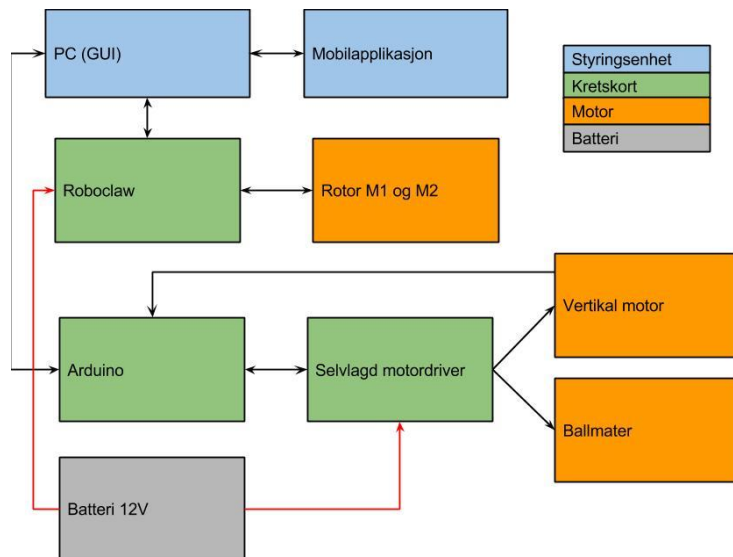 PC (GUI)
Mobilapplikasjon
Styringsenhet
Kretskort
Motor
Batteri
Roboclaw
Rotor M1 og M2
Vertikal motor
Arduino
Selvlagd motordriver
Ballmater
Batteri 12V